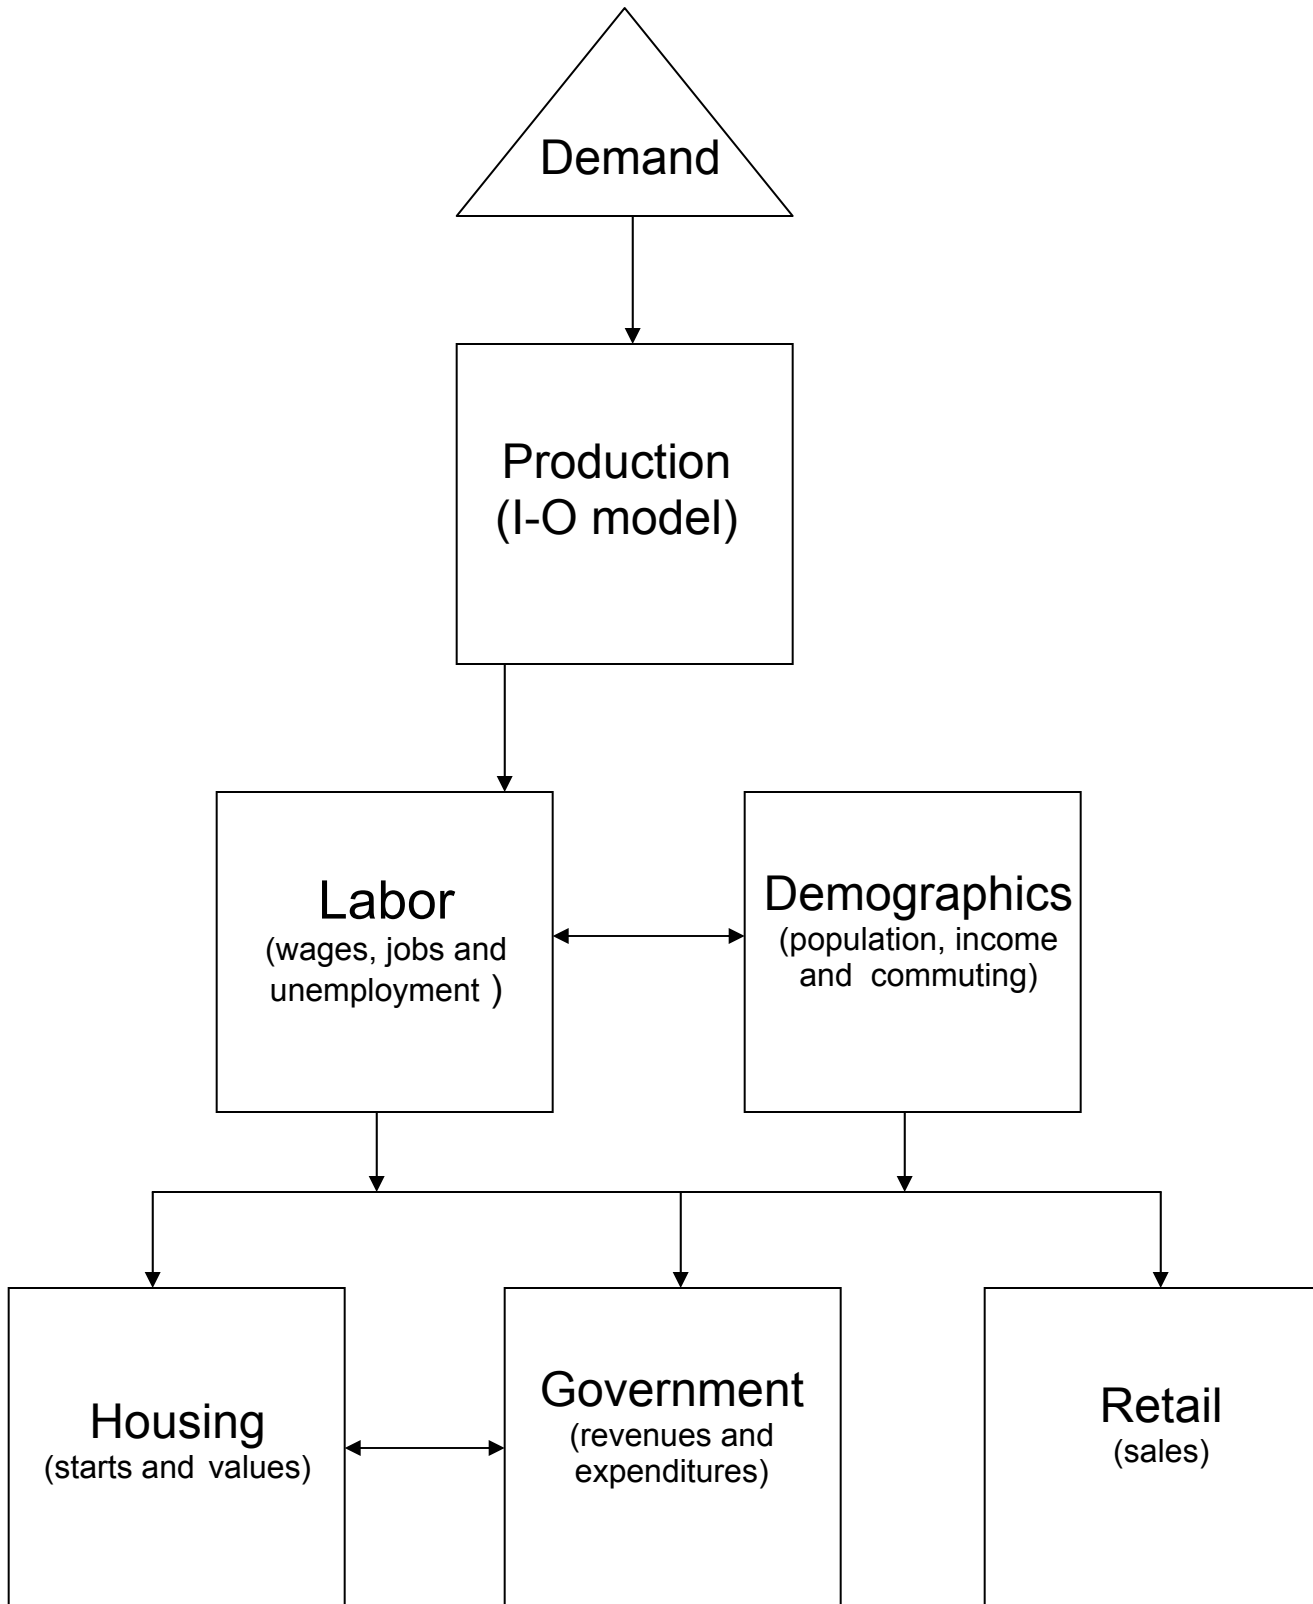 Demand
Production
(I-O model)
Labor
(wages, jobs and
unemployment )
Demographics
(population, income
and commuting)
Housing
(starts and values)
Government
(revenues and
expenditures)
Retail
(sales)